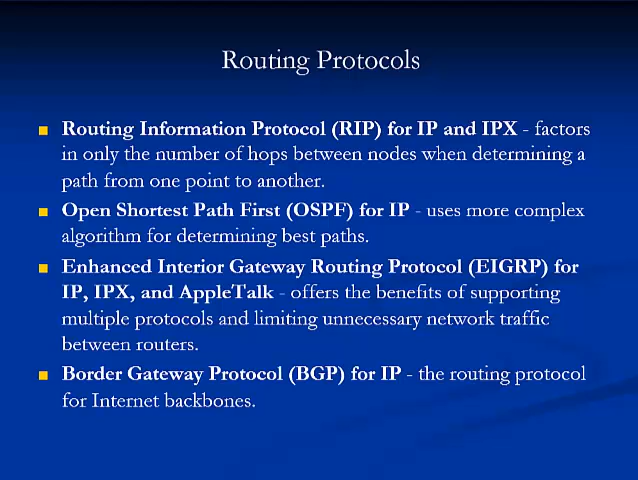 Routing Protocols
Routing Information Protocol (RIP) for IP and IPX - factors
in only the number of hops between nodes when determining a
path from one point to another.
Open Shortest Path First (OSPF) for IP - uses more complex
algorithm for determining best paths.
Enhanced Interior Gateway Routing Protocol (EIGRP) for
IP, IPX, and AppleTalk - offers the benefits of supporting
multiple protocols and limiting unnecessary network traffic
between routers.
Border Gateway Protocol (BGP) for IP - the routing protocol
for Internet backbones.